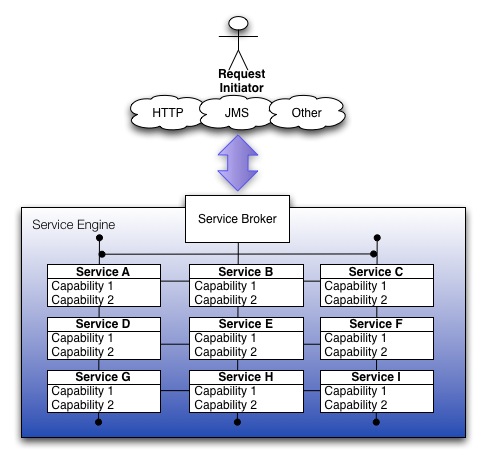 Request
Initiator
HTTP
JMS
Other
Service Broker
Service Engine
Service A
Capability 1
Capability 2
Service B
Capability 1
Capability 2
Service C
Capability 1
Capability 2
Service D
Capability 1
Capability 2
Service E
Capability 1
Capability 2
Service F
Capability 1
Capability 2
Service G
Capability 1
Capability 2
Service H
Capability 1
Capability 2
Service I
Capability 1
Capability 2